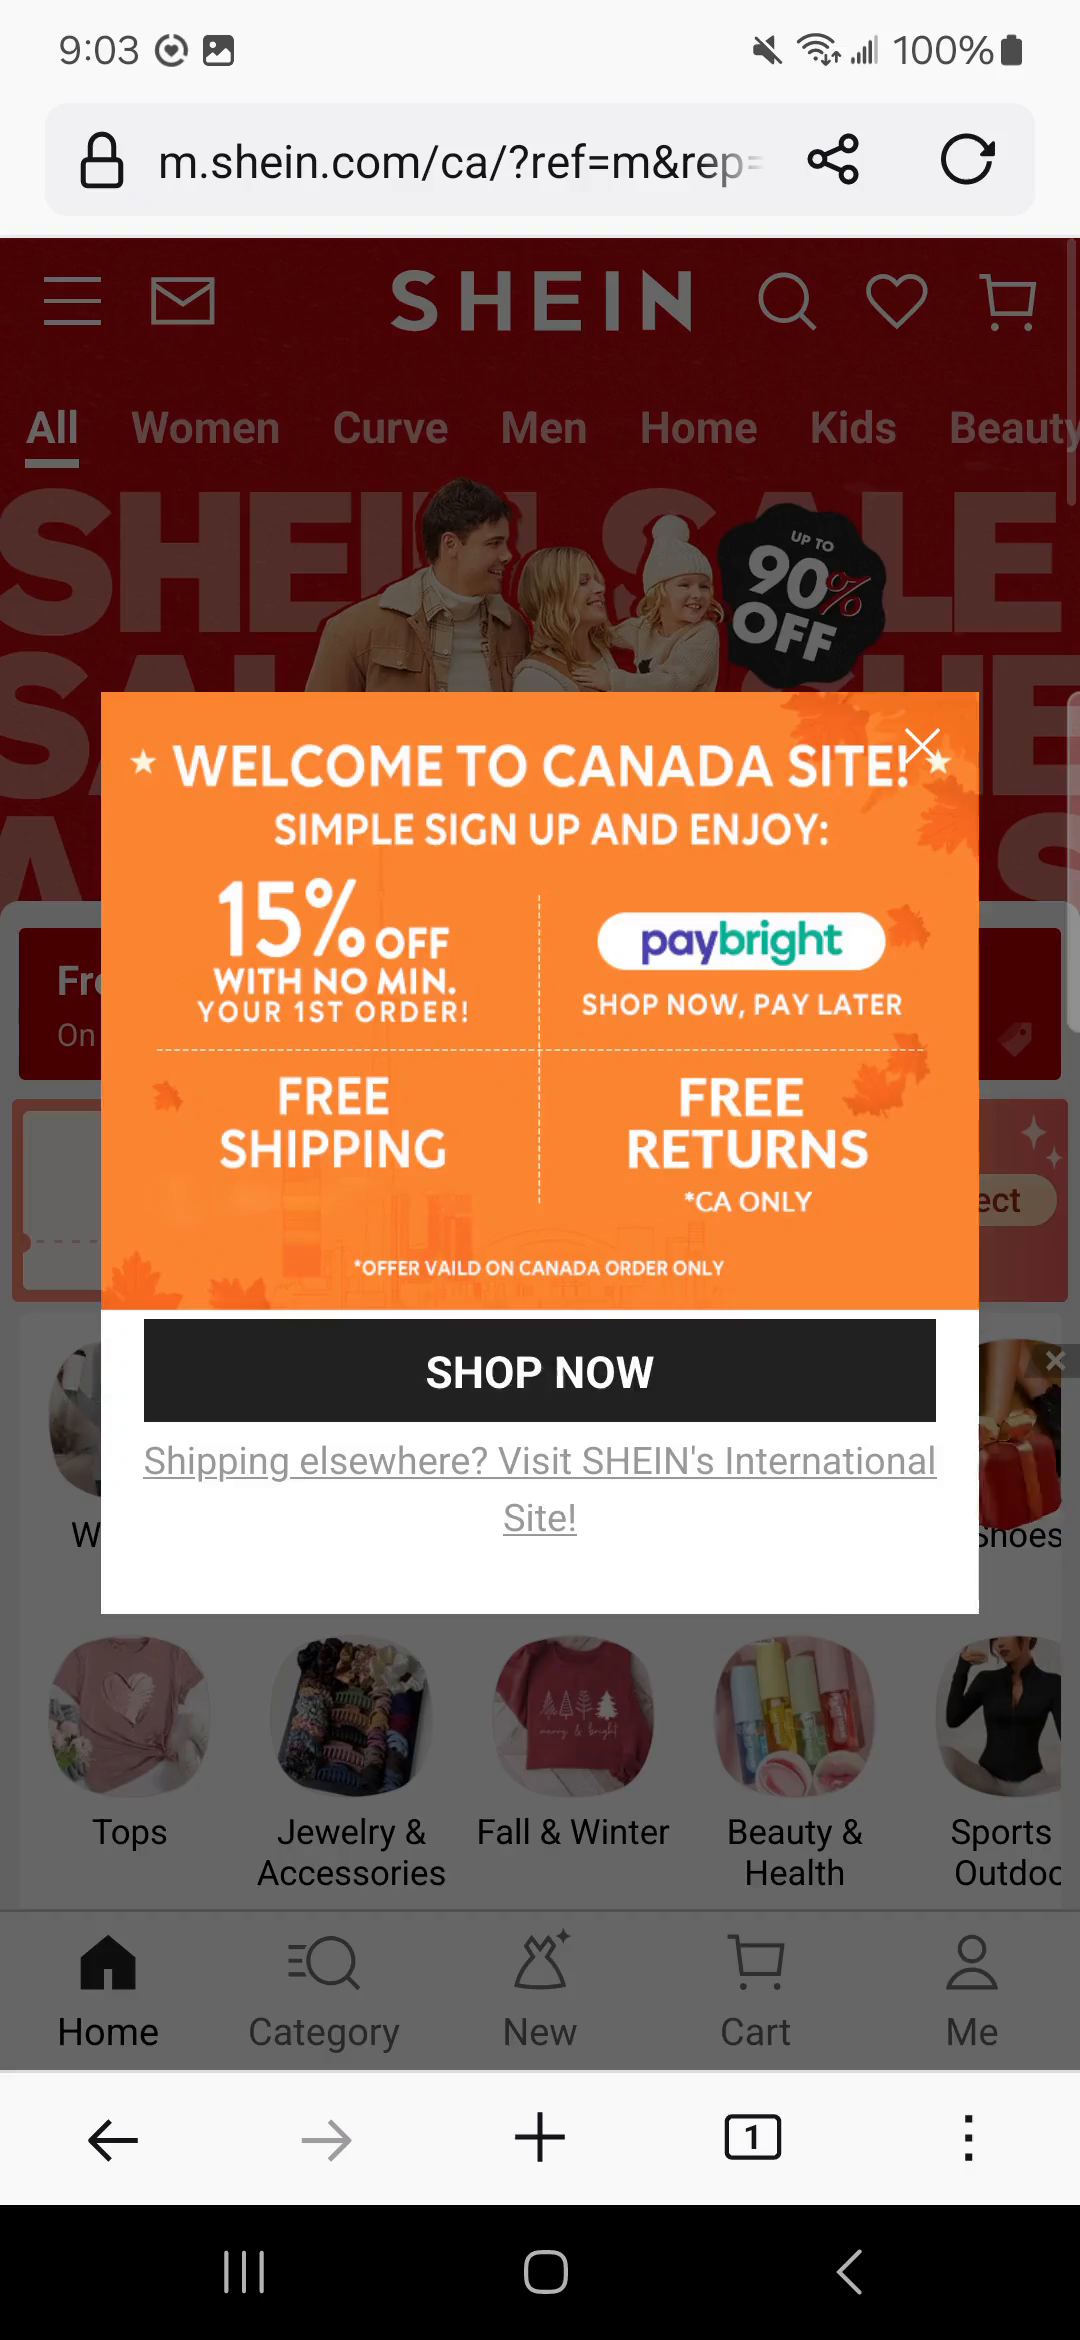 9:03
100%
m.shein.com/ca/?ref=m&rep=
SHEIN
All Women Curve Men Home Kids Beauty
SHEIN SALE
UP TO
90%
OFF
WELCOME TO CANADA SITE!
SIMPLE SIGN UP AND ENJOY:
15% OFF
WITH NO MIN.
YOUR 1ST ORDER!
paybright
SHOP NOW, PAY LATER
FREE
SHIPPING
FREE
RETURNS
*CA ONLY
*OFFER VAILD ON CANADA ORDER ONLY
On
SHOP NOW
Shipping elsewhere? Visit SHEIN's International
Site!
Shoes
Tops
Jewelry &
Accessories
Fall & Winter
merry & bright
Beauty &
Health
Sports
Outdoo
Home Category New Cart Me
1